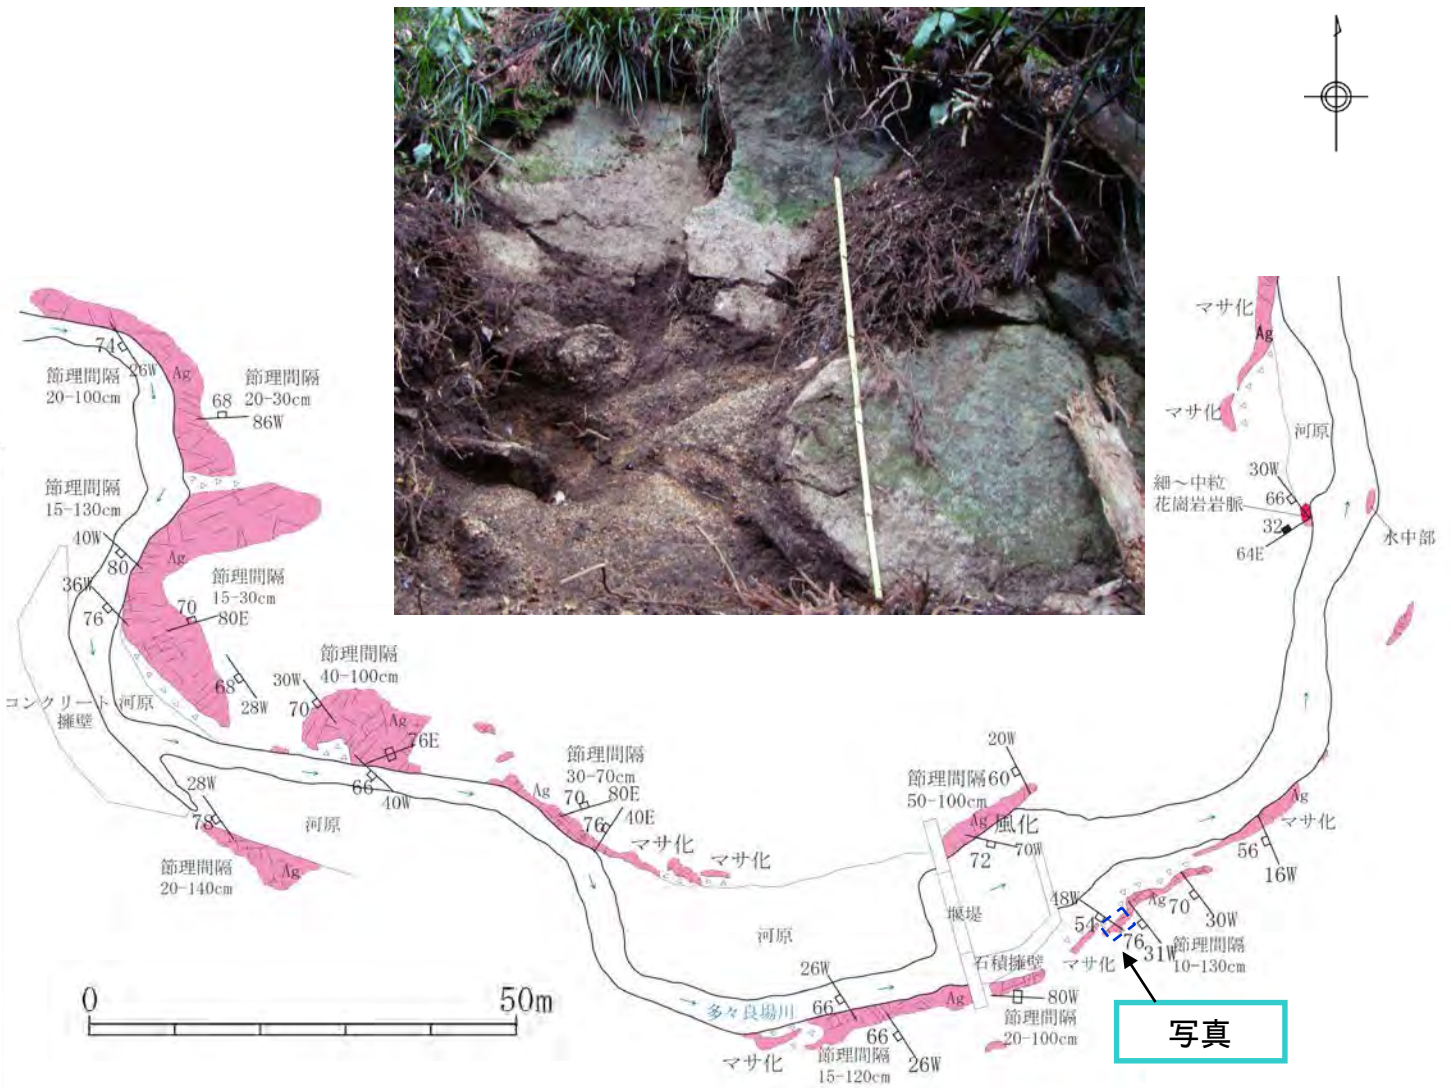 74
26W
Ag
節理間隔
20-100cm
68
節理間隔
20-30cm
86W
節理間隔
15-130cm
40W
80
Ag
36W
76
節理間隔
15-30cm
70
80E
68
28W
コンクリート
擁壁
河原
節理間隔
40-100cm
30W
70
Ag
76E
66
40W
28W
78
河原
Ag
節理間隔
20-140cm
節理間隔
30-70cm
Ag
70
80E
76
40E
マサ化
マサ化
河原
26W
66
多々良場川
66
26W
マサ化
節理間隔
15-120cm
Ag
20W
60
節理間隔
50-100cm
Ag
風化
70W
72
堰堤
石積擁壁
80W
節理間隔
20-100cm
48W
54
76
31W
マサ化
Ag
70
30W
節理間隔
10-130cm
56
16W
Ag
マサ化
マサ化
Ag
マサ化
河原
30W
66
細～中粒
花崗岩岩脈
32
64E
水中部
0
50m
写真